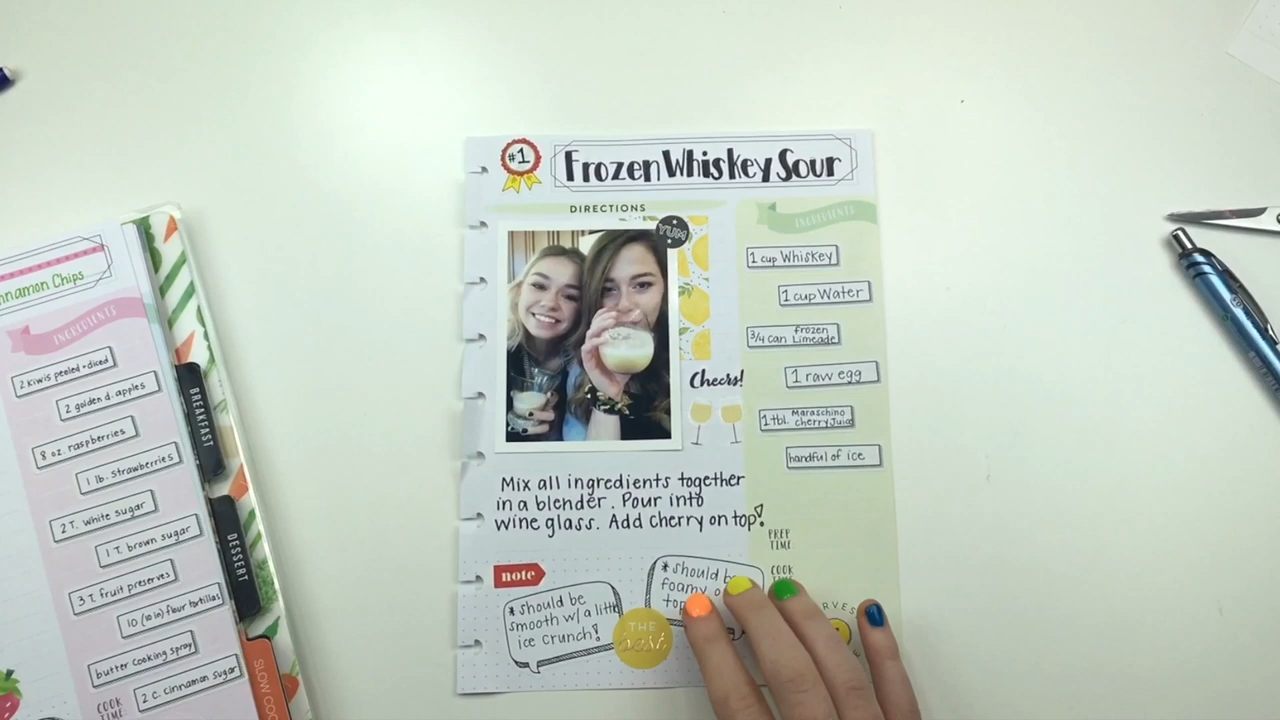 #1
Frozen Whiskey Sour
DIRECTIONS
YUM
Cheers!
Mix all ingredients together
in a blender. Pour into
wine glass. Add cherry on top!
note
* should be
smooth w/ a little
ice crunch!
THE
best
* should be
foamy
top
INGREDIENTS
1 cup Whiskey
1 cup Water
3/4 can frozen
Limeade
1 raw egg
1 tbl. Maraschino
cherry Juice
handful of ice
PREP
TIME:
COOK
nnamon Chips
INGREDIENTS
2 kiwis peeled + diced
2 golden d. apples
8 oz. raspberries
1 lb. strawberries
2 T. white sugar
1 T. brown sugar
3 T. fruit preserves
10 (10 in) flour tortillas
butter cooking spray
2 c. cinnamon sugar
COOK
TIME:
BREAKFAST
DESSERT
SLOW COO